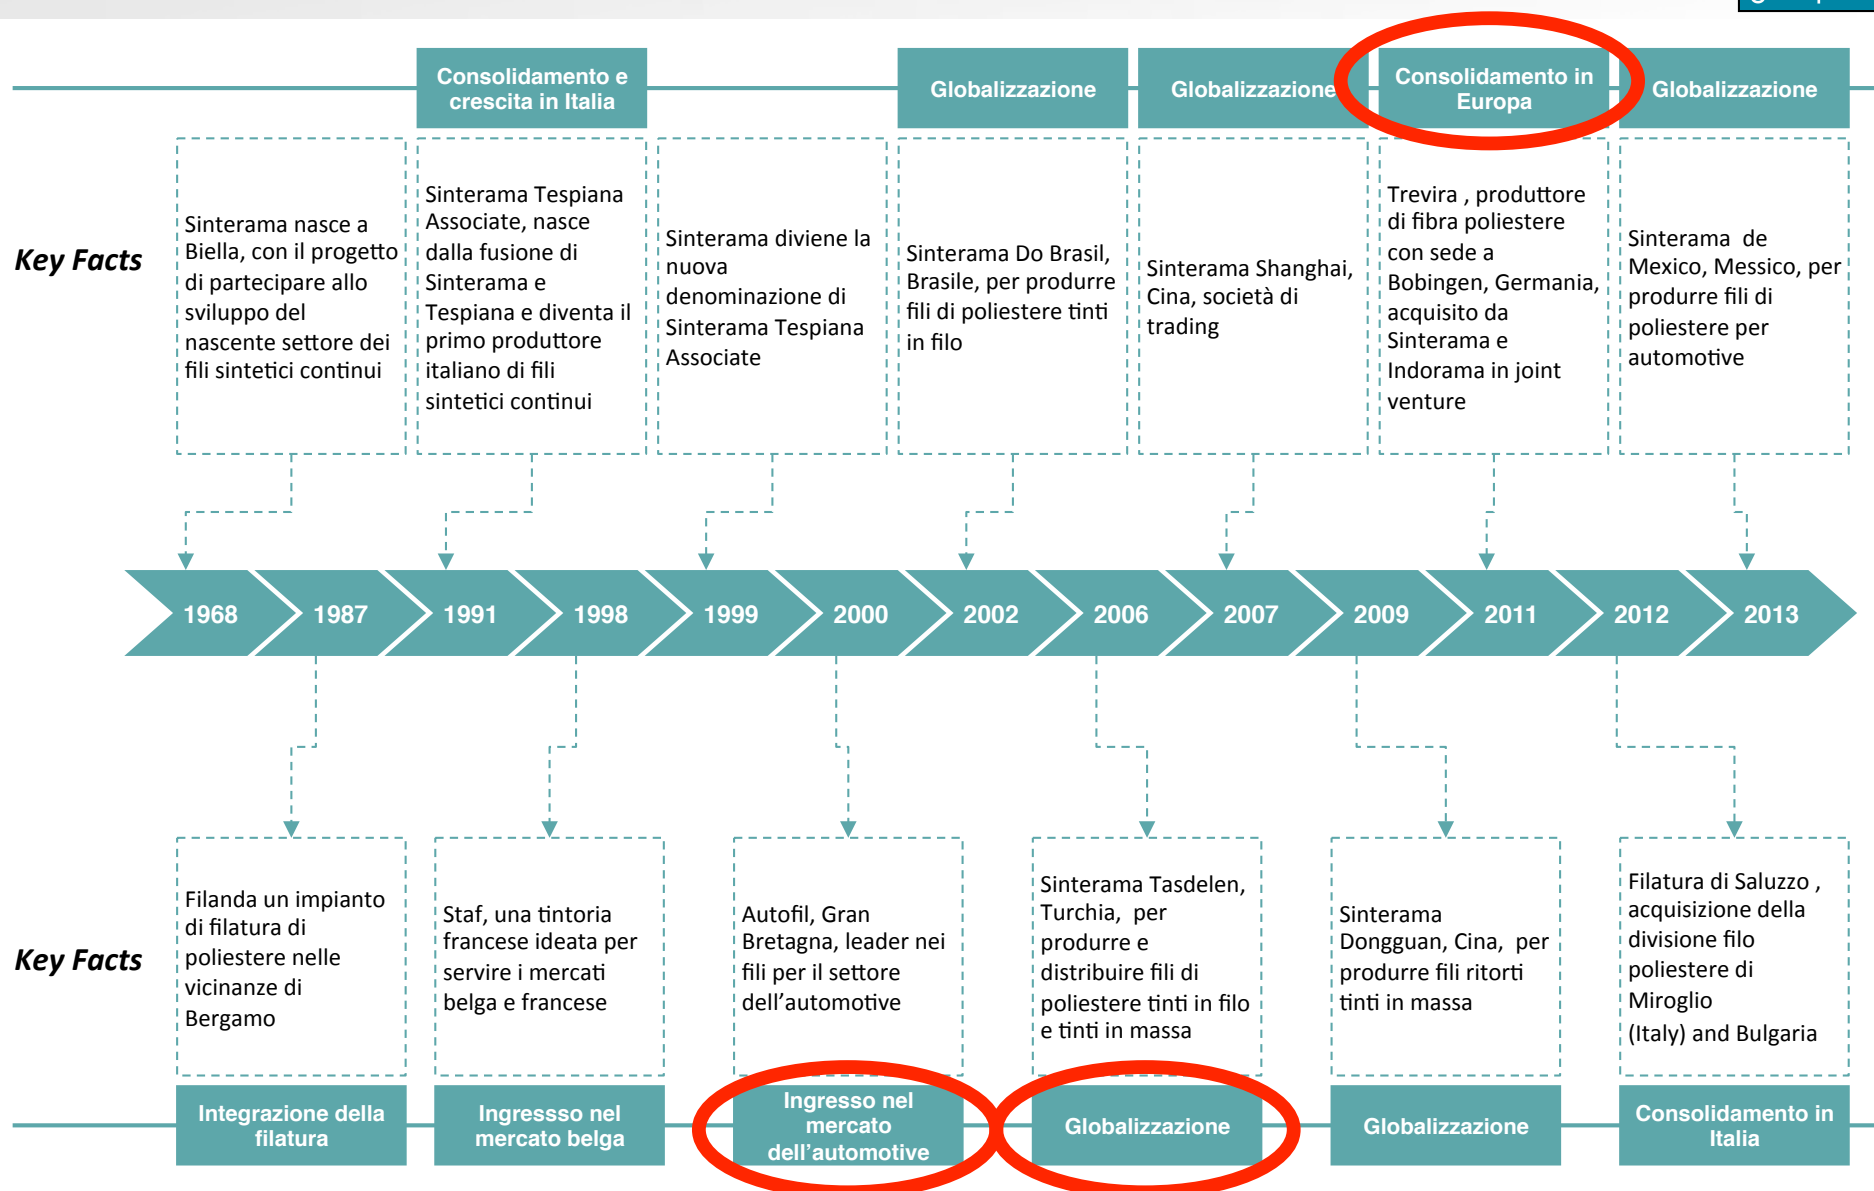 Consolidamento e
crescita in Italia
Globalizzazione
Globalizzazione
Consolidamento in
Europa
Globalizzazione
Key Facts
Sinterama nasce a
Biella, con il progetto
di partecipare allo
sviluppo del
nascente settore dei
fili sintetici continui
Sinterama Tespiana
Associate, nasce
dalla fusione di
Sinterama e
Tespiana e diventa il
primo produttore
italiano di fili
sintetici continui
Sinterama diviene la
nuova
denominazione di
Sinterama Tespiana
Associate
Sinterama Do Brasil,
Brasile, per produrre
fili di poliestere tinti
in filo
Sinterama Shanghai,
Cina, società di
trading
Trevira , produttore
di fibra poliestere
con sede a
Bobingen, Germania,
acquisito da
Sinterama e
Indorama in joint
venture
Sinterama de
Mexico, Messico, per
produrre fili di
poliestere per
automotive
1968
1987
1991
1998
1999
2000
2002
2006
2007
2009
2011
2012
2013
Key Facts
Filanda un impianto
di filatura di
poliestere nelle
vicinanze di
Bergamo
Staf, una tintoria
francese ideata per
servire i mercati
belga e francese
Autofil, Gran
Bretagna, leader nei
fili per il settore
dell'automotive
Sinterama Tasdelen,
Turchia, per
produrre e
distribuire fili di
poliestere tinti in filo
e tinti in massa
Sinterama
Dongguan, Cina, per
produrre fili ritorti
tinti in massa
Filatura di Saluzzo ,
acquisizione della
divisione filo
poliestere di
Miroglio
(Italy) and Bulgaria
Integrazione della
filatura
Ingressso nel
mercato belga
Ingresso nel
mercato
dell'automotive
Globalizzazione
Globalizzazione
Consolidamento in
Italia